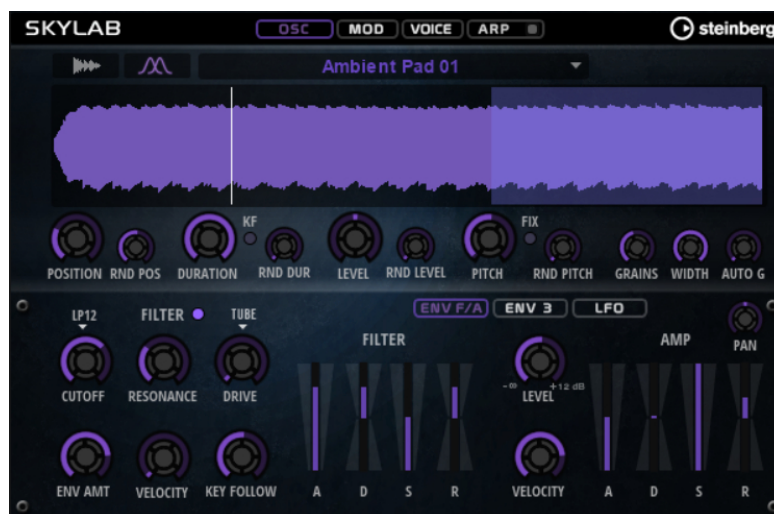 SKYLAB OSC MOD VOICE ARP steinberg
Ambient Pad 01
KF FIX
POSITION RND POS DURATION RND DUR LEVEL RND LEVEL PITCH RND PITCH GRAINS WIDTH AUTO G
ENV F/A ENV 3 LFO
LP12 FILTER TUBE
FILTER AMP PAN
CUTOFF RESONANCE DRIVE -∞ LEVEL +12 dB
ENV AMT VELOCITY KEY FOLLOW A D S R VELOCITY A D S R